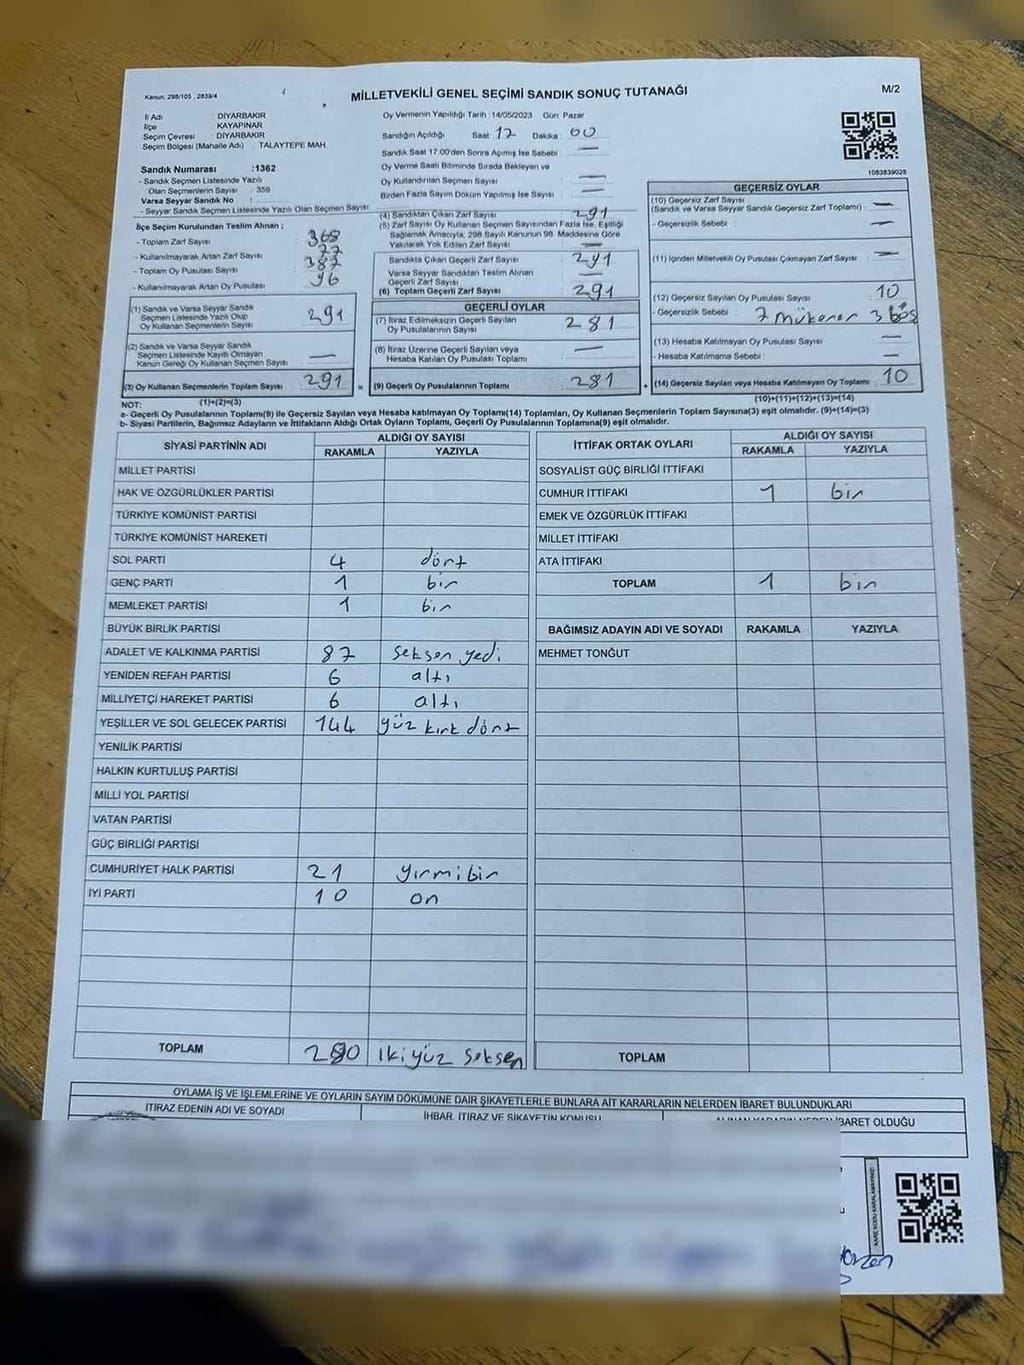 Kanun, 298/105 , 2839/4
MİLLETVEKİLİ GENEL SEÇİMİ SANDIK SONUÇ TUTANAĞI
M/2
İl Adı : DİYARBAKIR
İlçe : KAYAPINAR
Seçim Çevresi : DİYARBAKIR
Seçim Bölgesi (Mahalle Adı) : TALAYTEPE MAH.
Sandık Numarası :1362
- Sandık Seçmen Listesinde Yazılı
Olan Seçmenlerin Sayısı : 359
Varsa Seyyar Sandık No :
- Seyyar Sandık Seçmen Listesinde Yazılı Olan Seçmen Sayısı
İlçe Seçim Kurulundan Teslim Alınan ;
- Toplam Zarf Sayısı 368
- Kullanılmayarak Artan Zarf Sayısı 77
- Toplam Oy Pusulası Sayısı 387
- Kullanılmayarak Artan Oy Pusulası 96
(1) Sandık ve Varsa Seyyar Sandık
Seçmen Listesinde Yazılı Olup
Oy Kullanan Seçmenlerin Sayısı 291
(2) Sandık ve Varsa Seyyar Sandık
Seçmen Listesinde Kayıtlı Olmayan
Kanun Gereği Oy Kullanan Seçmen Sayısı —
(3) Oy Kullanan Seçmenlerin Toplam Sayısı 291
Oy Vermenin Yapıldığı Tarih : 14/05/2023 Gün: Pazar
Sandığın Açıldığı Saat 17 Dakika : 00
Sandık Saat 17:00'den Sonra Açılmış İse Sebebi : —
Oy Verme Saati Bitiminde Sırada Bekleyen ve
Oy Kullandırılan Seçmen Sayısı —
Birden Fazla Sayım Döküm Yapılmış İse Sayısı —
(4) Sandıktan Çıkan Zarf Sayısı 291
(5) Zarf Sayısı Oy Kullanan Seçmen Sayısından Fazla İse, Eşitliği
Sağlamak Amacıyla; 298 Sayılı Kanunun 98. Maddesine Göre
Yakılarak Yok Edilen Zarf Sayısı —
Sandıkta Çıkan Geçerli Zarf Sayısı 291
Varsa Seyyar Sandıktan Teslim Alınan
Geçerli Zarf Sayısı —
(6) Toplam Geçerli Zarf Sayısı 291
GEÇERLİ OYLAR
(7) İtiraz Edilmeksizin Geçerli Sayılan
Oy Pusulalarının Sayısı 281
(8) İtiraz Üzerine Geçerli Sayılan veya
Hesaba Katılan Oy Pusulası Toplamı —
= (9) Geçerli Oy Pusulalarının Toplamı 281
1083839028
GEÇERSİZ OYLAR
(10) Geçersiz Zarf Sayısı
(Sandık ve Varsa Seyyar Sandık Geçersiz Zarf Toplamı) : —
- Geçersizlik Sebebi : —
(11) İçinden Milletvekili Oy Pusulası Çıkmayan Zarf Sayısı —
(12) Geçersiz Sayılan Oy Pusulası Sayısı 10
- Geçersizlik Sebebi : 7 mükerrer 3 boş
(13) Hesaba Katılmayan Oy Pusulası Sayısı —
- Hesaba Katılmama Sebebi : —
+ (14) Geçersiz Sayılan veya Hesaba Katılmayan Oy Toplamı 10
NOT: (1)+(2)=(3)
(10)+(11)+(12)+(13)=(14)
a- Geçerli Oy Pusulalarının Toplamı(9) ile Geçersiz Sayılan veya Hesaba katılmayan Oy Toplamı(14) Toplamları, Oy Kullanan Seçmenlerin Toplam Sayısına(3) eşit olmalıdır. (9)+(14)=(3)
b- Siyasi Partilerin, Bağımsız Adayların ve İttifakların Aldığı Ortak Oyların Toplamı, Geçerli Oy Pusulalarının Toplamına(9) eşit olmalıdır.
SİYASİ PARTİNİN ADI ALDIĞI OY SAYISI
RAKAMLA YAZIYLA
MİLLET PARTİSİ
HAK VE ÖZGÜRLÜKLER PARTİSİ
TÜRKİYE KOMÜNİST PARTİSİ
TÜRKİYE KOMÜNİST HAREKETİ
SOL PARTİ 4 dört
GENÇ PARTİ 1 bir
MEMLEKET PARTİSİ 1 bir
BÜYÜK BİRLİK PARTİSİ
ADALET VE KALKINMA PARTİSİ 87 seksen yedi
YENİDEN REFAH PARTİSİ 6 altı
MİLLİYETÇİ HAREKET PARTİSİ 6 altı
YEŞİLLER VE SOL GELECEK PARTİSİ 144 yüz kırk dört
YENİLİK PARTİSİ
HALKIN KURTULUŞ PARTİSİ
MİLLİ YOL PARTİSİ
VATAN PARTİSİ
GÜÇ BİRLİĞİ PARTİSİ
CUMHURİYET HALK PARTİSİ 21 yirmibir
İYİ PARTİ 10 on
TOPLAM 280 ikiyüz seksen
İTTİFAK ORTAK OYLARI ALDIĞI OY SAYISI
RAKAMLA YAZIYLA
SOSYALİST GÜÇ BİRLİĞİ İTTİFAKI
CUMHUR İTTİFAKI 1 bir
EMEK VE ÖZGÜRLÜK İTTİFAKI
MİLLET İTTİFAKI
ATA İTTİFAKI
TOPLAM 1 bir
BAĞIMSIZ ADAYIN ADI VE SOYADI RAKAMLA YAZIYLA
MEHMET TONĞUT
TOPLAM
OYLAMA İŞ VE İŞLEMLERİNE VE OYLARIN SAYIM DÖKÜMÜNE DAİR ŞİKAYETLERLE BUNLARA AİT KARARLARIN NELERDEN İBARET BULUNDUKLARI
İTİRAZ EDENİN ADI VE SOYADI İHBAR, İTİRAZ VE ŞİKAYETİN KONUSU ALINAN KARARIN NEDEN İBARET OLDUĞU
KARE KODU KARALAMAYINIZ!